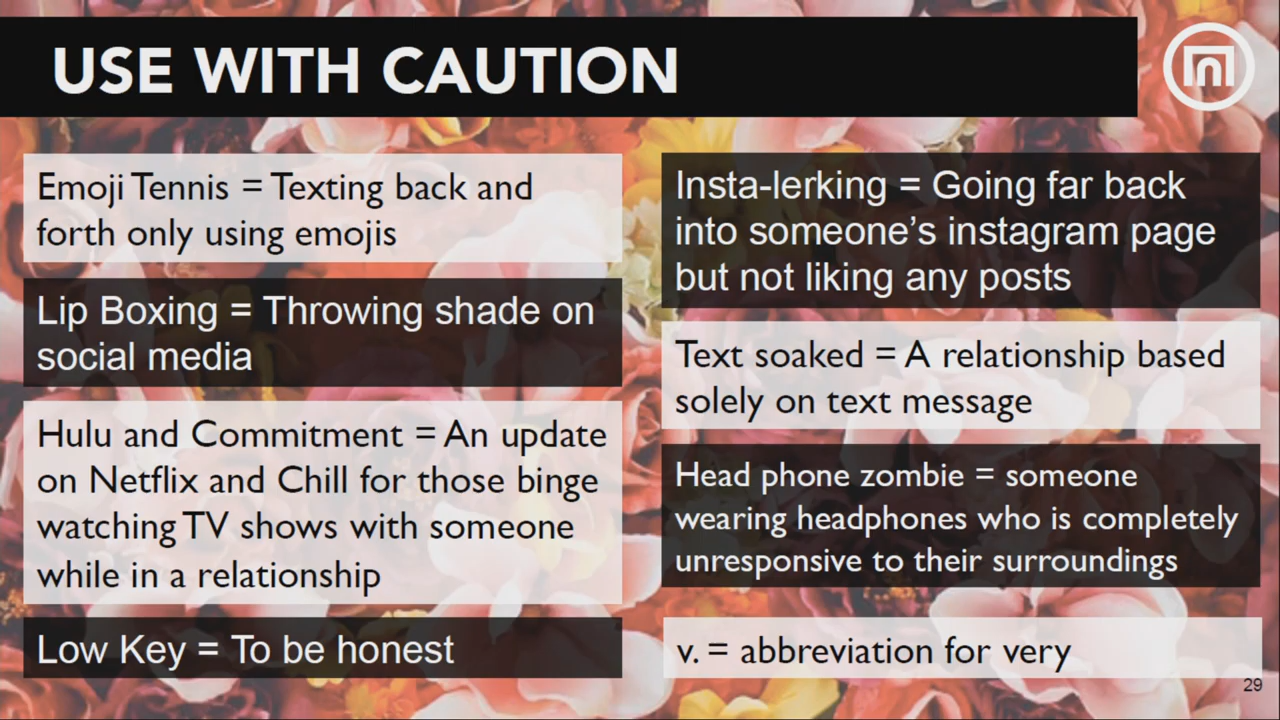 USE WITH CAUTION
Emoji Tennis = Texting back and
forth only using emojis
Lip Boxing = Throwing shade on
social media
Hulu and Commitment = An update
on Netflix and Chill for those binge
watching TV shows with someone
while in a relationship
Low Key = To be honest
Insta-lerking = Going far back
into someone's instagram page
but not liking any posts
Text soaked = A relationship based
solely on text message
Head phone zombie = someone
wearing headphones who is completely
unresponsive to their surroundings
v. = abbreviation for very
29